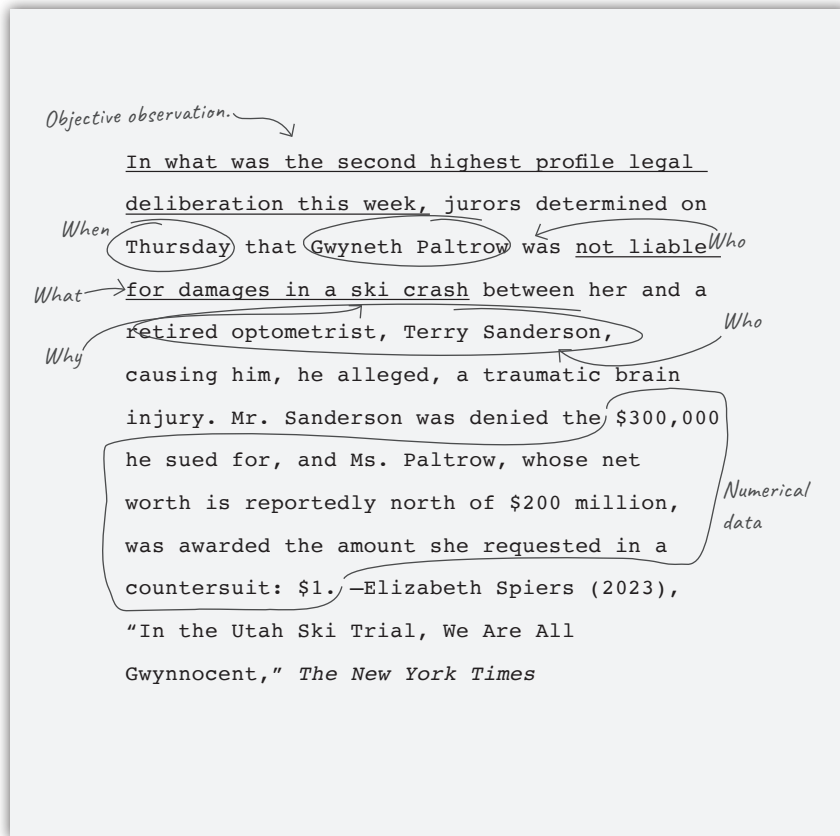 Objective observation.
In what was the second highest profile legal
deliberation this week, jurors determined on
When
Thursday that Gwyneth Paltrow was not liable
Who
What
for damages in a ski crash between her and a
retired optometrist, Terry Sanderson,
Who
Why
causing him, he alleged, a traumatic brain
injury. Mr. Sanderson was denied the $300,000
he sued for, and Ms. Paltrow, whose net
worth is reportedly north of $200 million,
Numerical
data
was awarded the amount she requested in a
countersuit: $1. —Elizabeth Spiers (2023),
“In the Utah Ski Trial, We Are All
Gwynnocent,” The New York Times